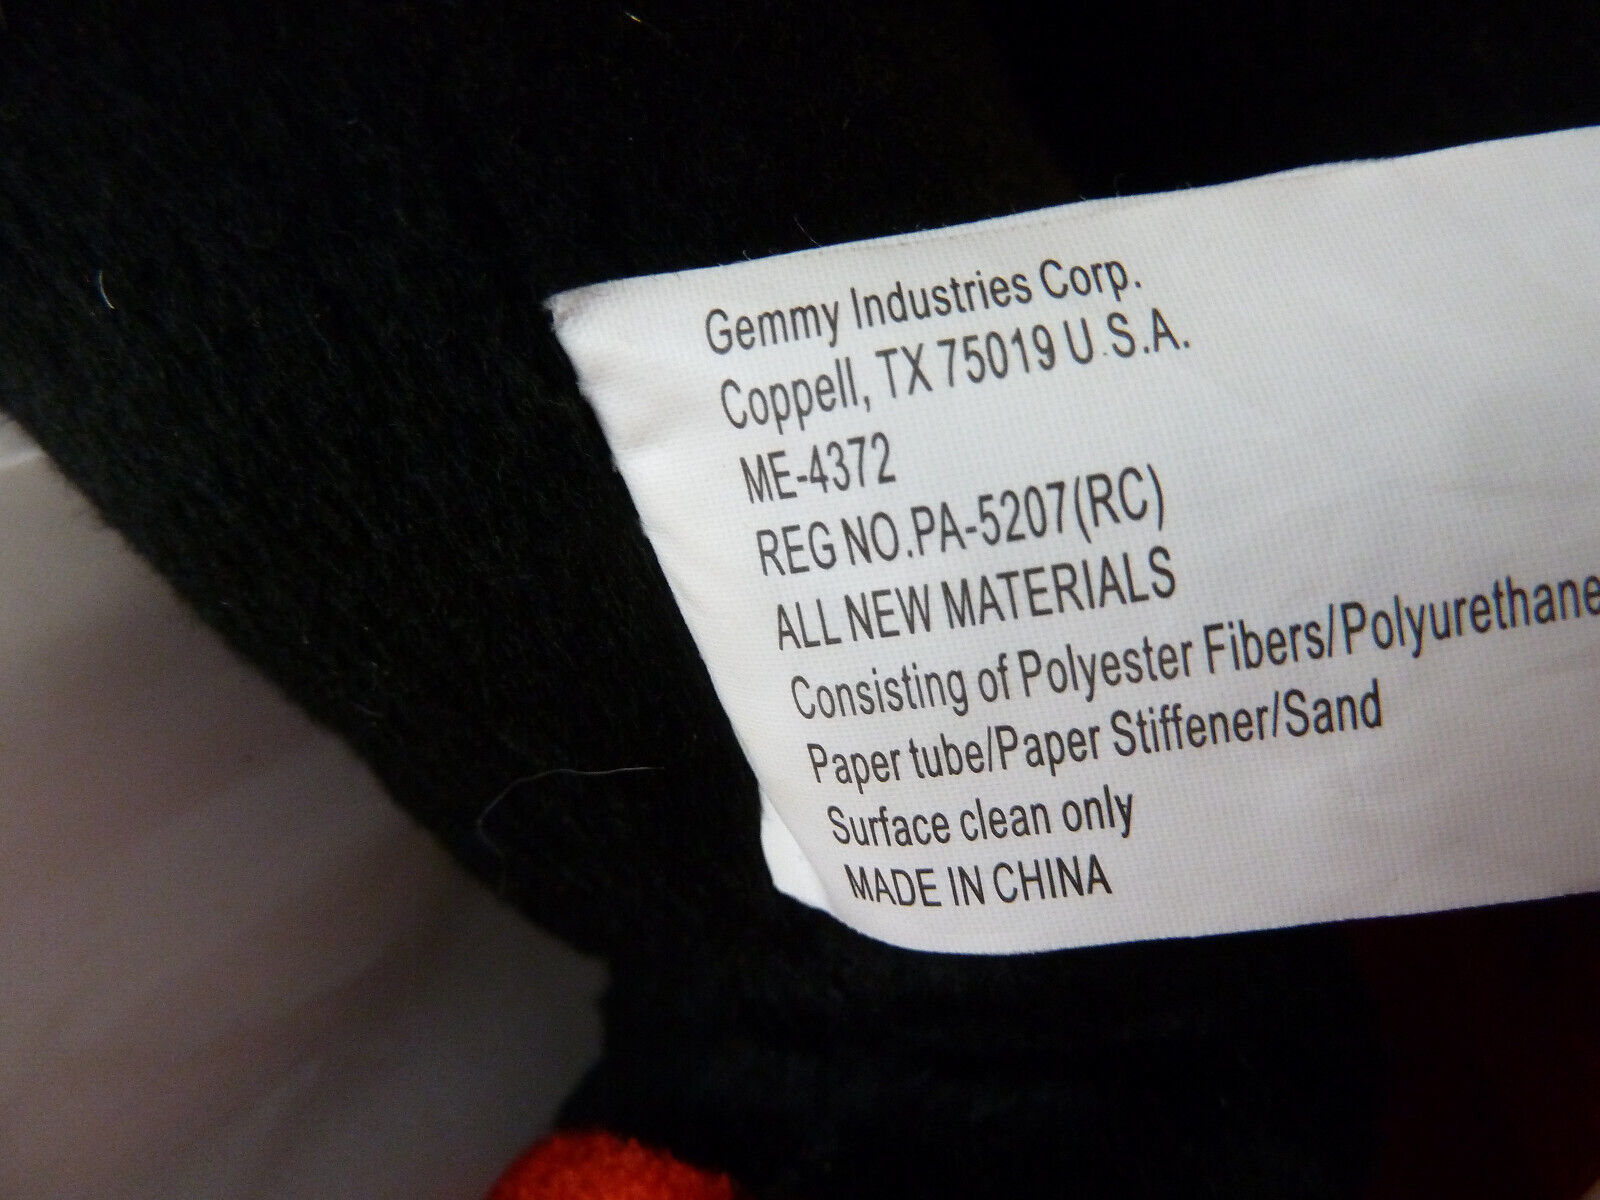 Gemmy Industries Corp.
Coppell, TX 75019 U.S.A.
ME-4372
REG NO.PA-5207(RC)
ALL NEW MATERIALS
Consisting of Polyester Fibers/Polyurethane
Paper tube/Paper Stiffener/Sand
Surface clean only
MADE IN CHINA